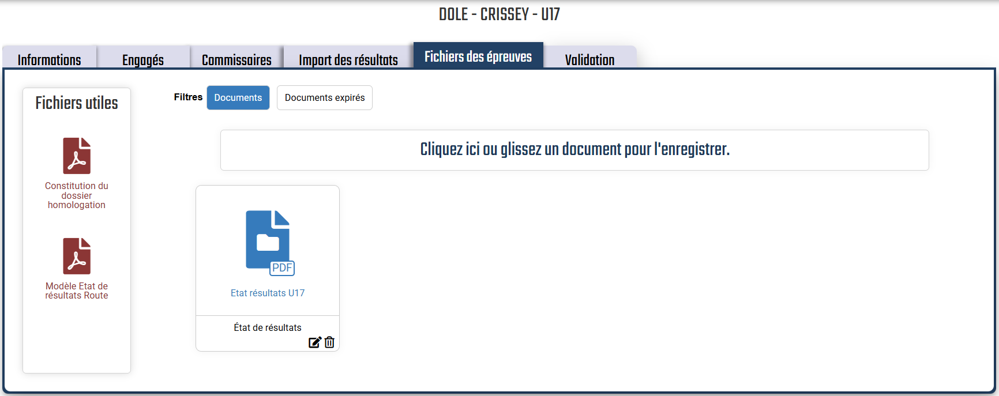 DOLE - CRISSEY - U17
Informations
Engagés
Commissaires
Import des résultats
Fichiers des épreuves
Validation
Fichiers utiles
Constitution du
dossier
homologation
Modèle Etat de
résultats Route
Filtres
Documents
Documents expirés
Cliquez ici ou glissez un document pour l'enregistrer.
PDF
Etat résultats U17
État de résultats